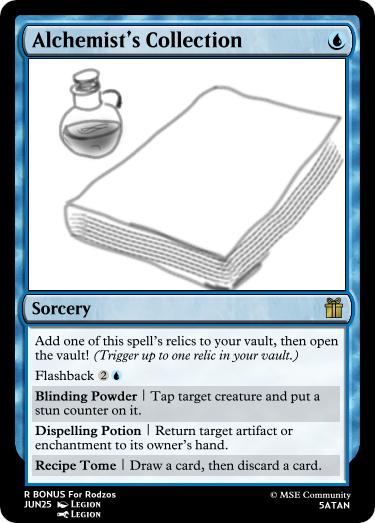 Alchemist's Collection
Sorcery
Add one of this spell's relics to your vault, then open
the vault! (Trigger up to one relic in your vault.)
Flashback 2
Blinding Powder | Tap target creature and put a
stun counter on it.
Dispelling Potion | Return target artifact or
enchantment to its owner's hand.
Recipe Tome | Draw a card, then discard a card.
R BONUS For Rodzos
© MSE Community
JUN25 LEGION
5ATAN
LEGION